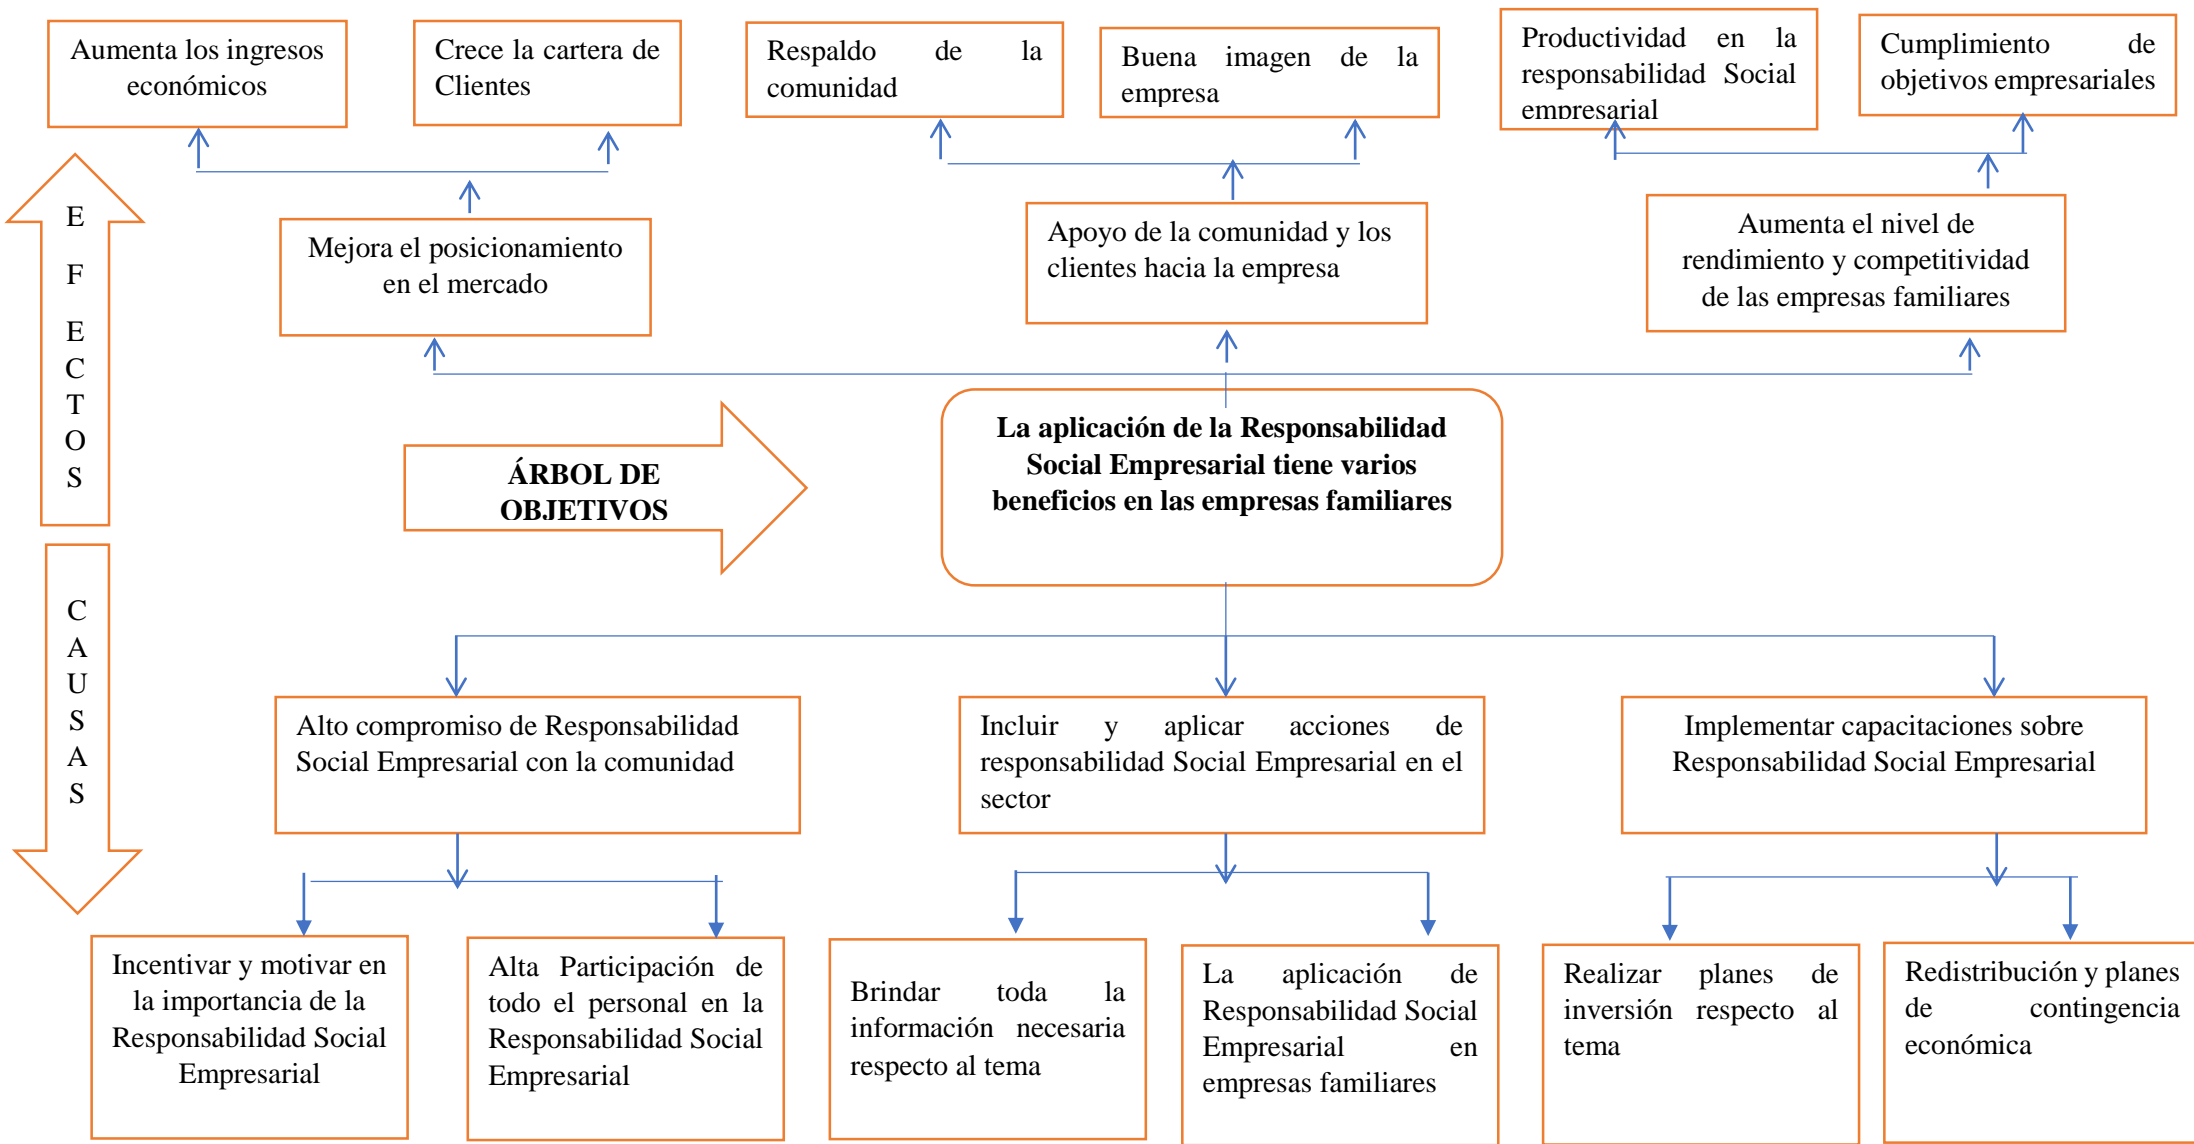 Aumenta los ingresos
económicos
Crece la cartera de
Clientes
Respaldo de la
comunidad
Buena imagen de la
empresa
Productividad en la
responsabilidad Social
empresarial
Cumplimiento de
objetivos empresariales
E
F
E
C
T
O
S
Mejora el posicionamiento
en el mercado
Apoyo de la comunidad y los
clientes hacia la empresa
Aumenta el nivel de
rendimiento y competitividad
de las empresas familiares
ÁRBOL DE
OBJETIVOS
La aplicación de la Responsabilidad
Social Empresarial tiene varios
beneficios en las empresas familiares
C
A
U
S
A
S
Alto compromiso de Responsabilidad
Social Empresarial con la comunidad
Incluir y aplicar acciones de
responsabilidad Social Empresarial en el
sector
Implementar capacitaciones sobre
Responsabilidad Social Empresarial
Incentivar y motivar en
la importancia de la
Responsabilidad Social
Empresarial
Alta Participación de
todo el personal en la
Responsabilidad Social
Empresarial
Brindar toda la
información necesaria
respecto al tema
La aplicación de
Responsabilidad Social
Empresarial en
empresas familiares
Realizar planes de
inversión respecto al
tema
Redistribución y planes
de contingencia
económica